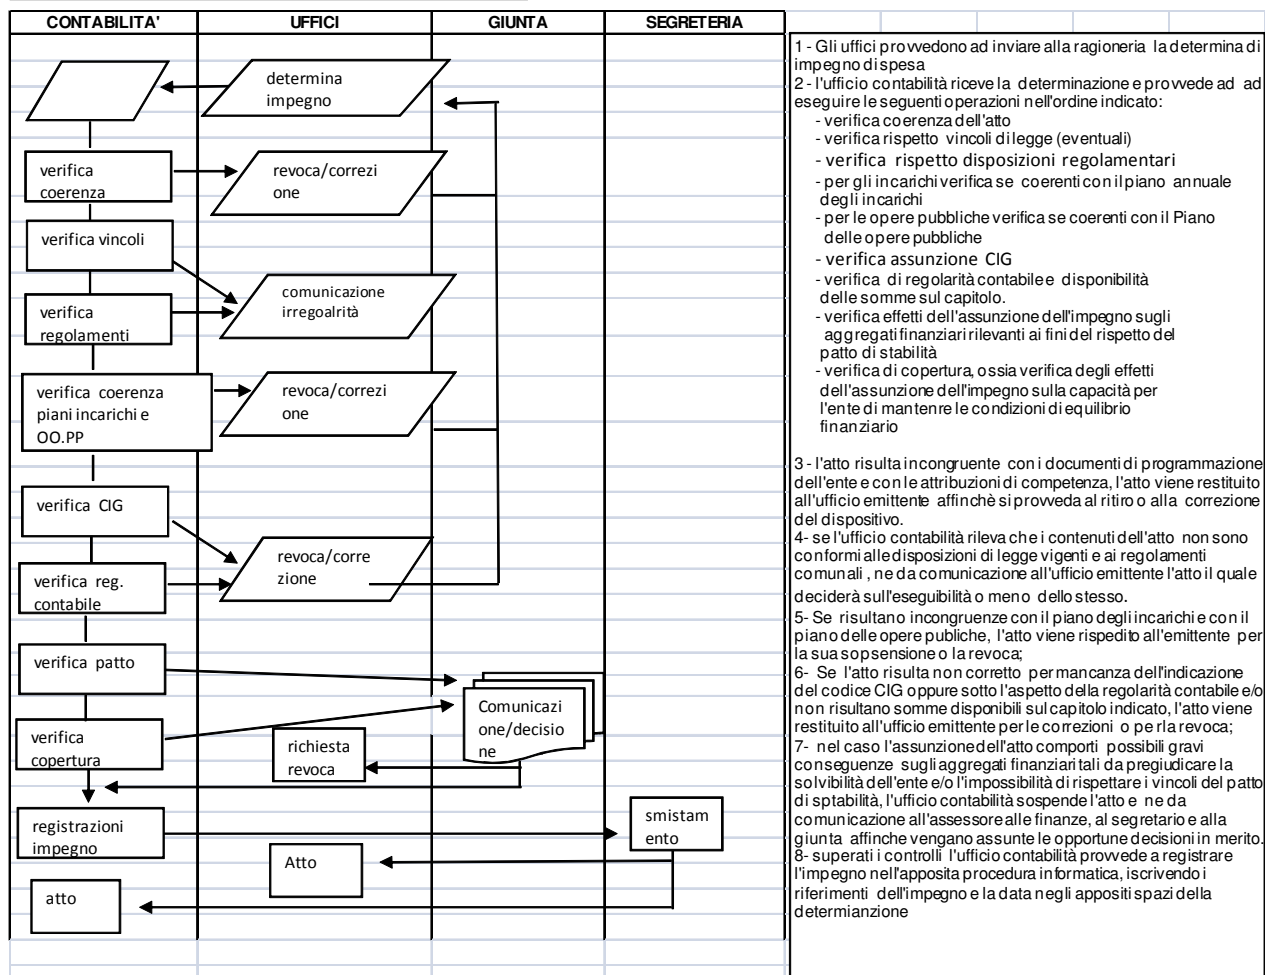 CONTABILITA'
UFFICI
GIUNTA
SEGRETERIA
determina
impegno
verifica
coerenza
revoca/correzi
one
verifica vincoli
comunicazione
irregoalrità
verifica
regolamenti
verifica coerenza
piani incarichi e
OO.PP
revoca/correzi
one
verifica CIG
revoca/corre
zione
verifica reg.
contabile
verifica patto
Comunicazi
one/decisio
ne
verifica
copertura
richiesta
revoca
registrazioni
impegno
smistam
ento
Atto
atto
1 - Gli uffici provvedono ad inviare alla ragioneria la determina di
impegno di spesa
2 - l'ufficio contabilità riceve la determinazione e provvede ad ad
eseguire le seguenti operazioni nell'ordine indicato:
- verifica coerenza dell'atto
- verifica rispetto vincoli di legge (eventuali)
- verifica rispetto disposizioni regolamentari
- per gli incarichi verifica se coerenti con il piano annuale
degli incarichi
- per le opere pubbliche verifica se coerenti con il Piano
delle opere pubbliche
- verifica assunzione CIG
- verifica di regolarità contabile e disponibilità
delle somme sul capitolo.
- verifica effetti dell'assunzione dell'impegno sugli
aggregati finanziari rilevanti ai fini del rispetto del
patto di stabilità
- verifica di copertura, ossia verifica degli effetti
dell'assunzione dell'impegno sulla capacità per
l'ente di mantenre le condizioni di equilibrio
finanziario
3 - l'atto risulta incongruente con i documenti di programmazione
dell'ente e con le attribuzioni di competenza, l'atto viene restituito
all'ufficio emittente affinchè si provveda al ritiro o alla correzione
del dispositivo.
4- se l'ufficio contabilità rileva che i contenuti dell'atto non sono
conformi alle disposizioni di legge vigenti e ai regolamenti
comunali , ne da comunicazione all'ufficio emittente l'atto il quale
deciderà sull'eseguibilità o meno dello stesso.
5- Se risultano incongruenze con il piano degli incarichi e con il
piano delle opere publiche, l'atto viene rispedito all'emittente per
la sua sopsensione o la revoca;
6- Se l'atto risulta non corretto per mancanza dell'indicazione
del codice CIG oppure sotto l'aspetto della regolarità contabile e/o
non risultano somme disponibili sul capitolo indicato, l'atto viene
restituito all'ufficio emittente per le correzioni o pe rla revoca;
7- nel caso l'assunzione dell'atto comporti possibili gravi
conseguenze sugli aggregati finanziari tali da pregiudicare la
solvibilità dell'ente e/o l'impossibilità di rispettare i vincoli del patto
di sptabilità, l'ufficio contabilità sospende l'atto e ne da
comunicazione all'assessore alle finanze, al segretario e alla
giunta affinche vengano assunte le opportune decisioni in merito.
8- superati i controlli l'ufficio contabilità provvede a registrare
l'impegno nell'apposita procedura informatica, iscrivendo i
riferimenti dell'impegno e la data negli appositi spazi della
determianzione